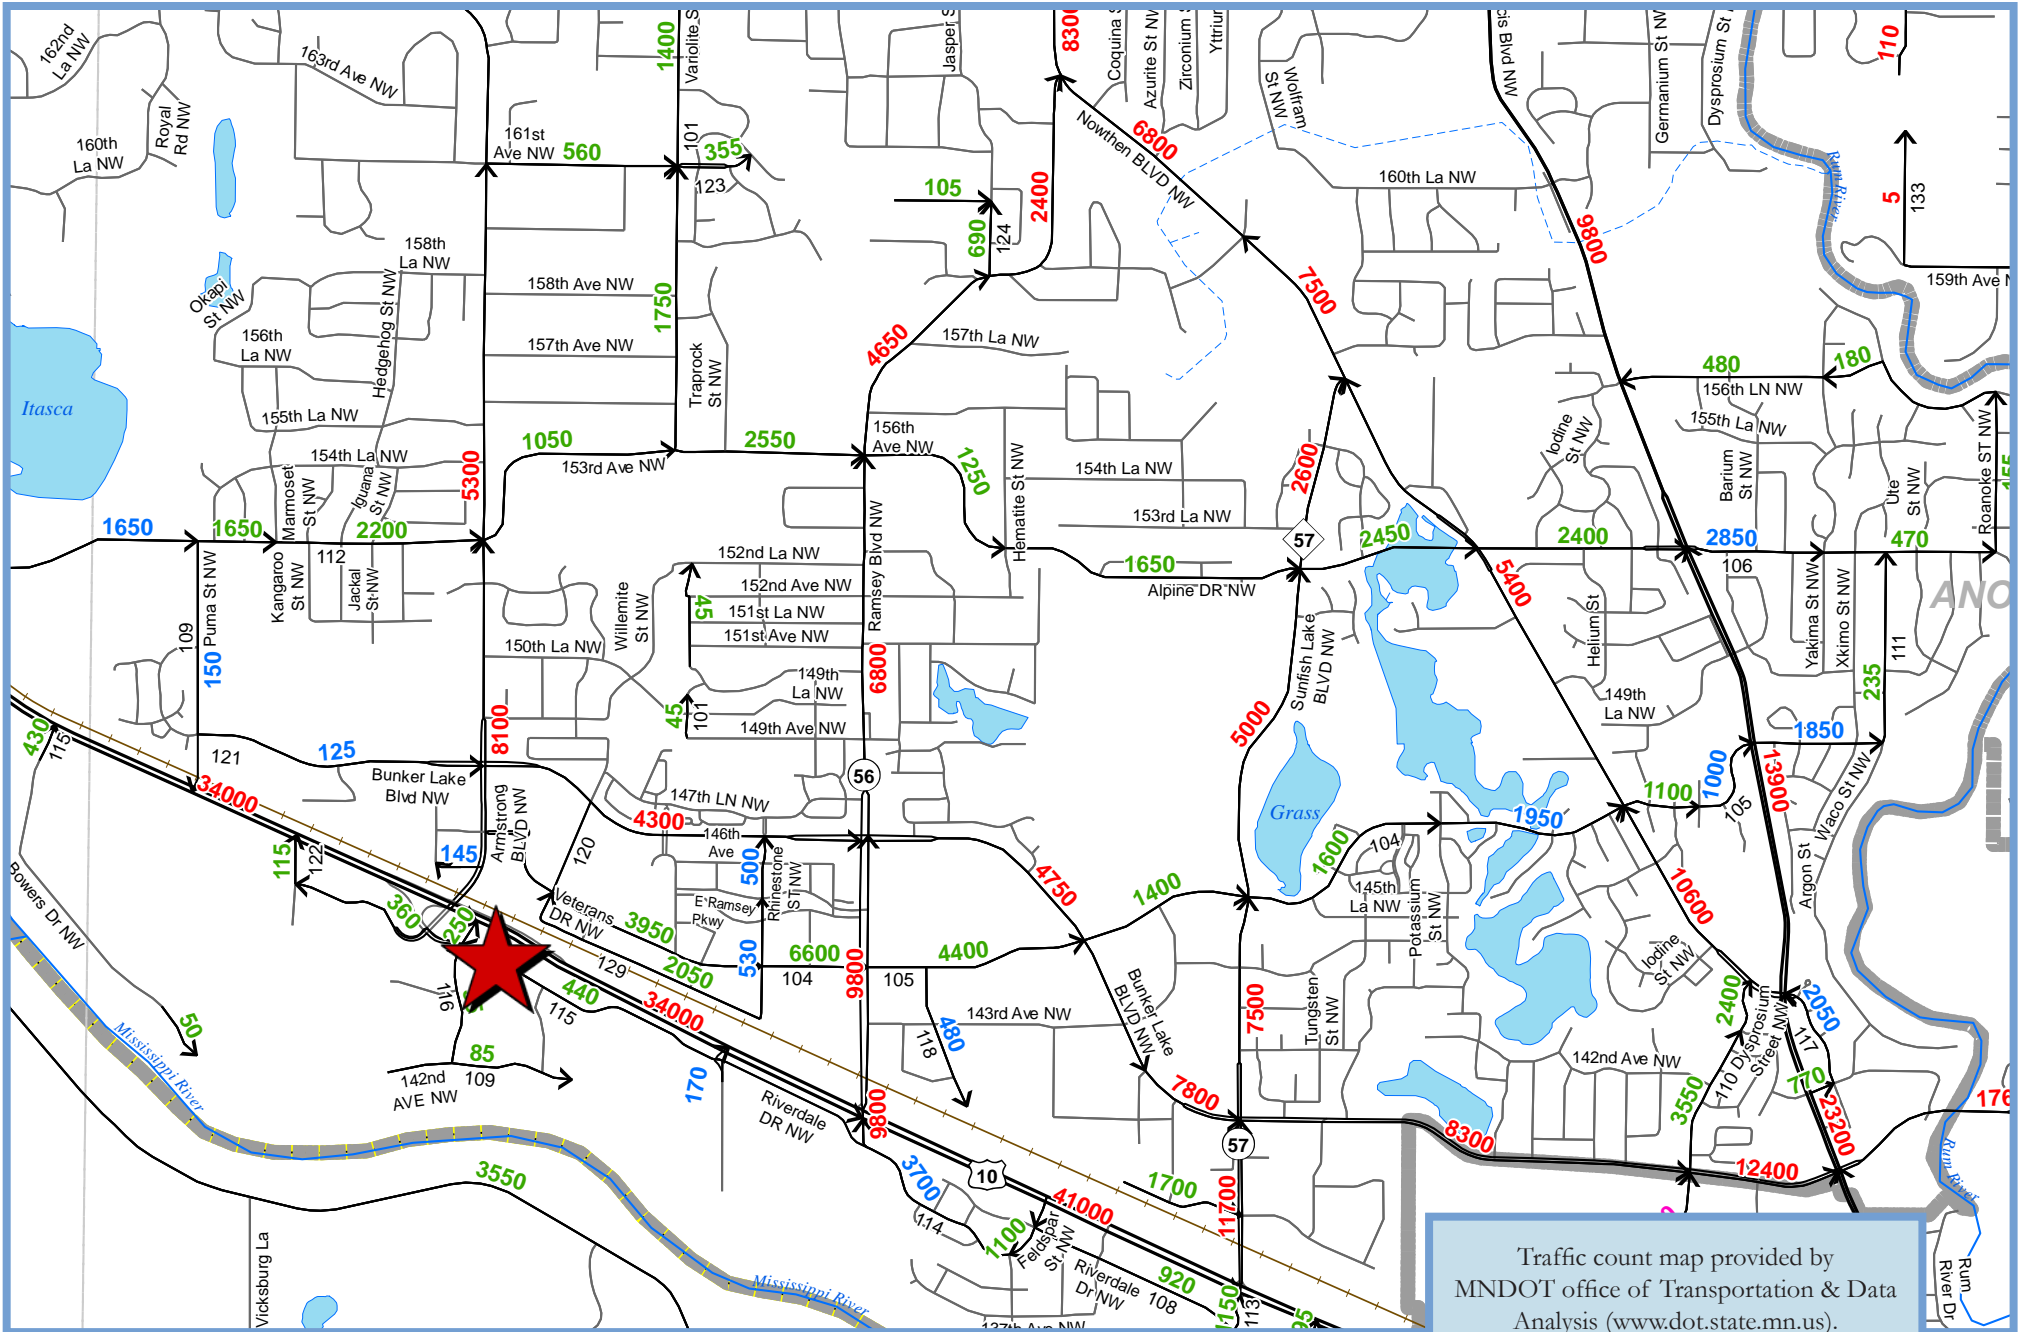 162nd
La NW
163rd Ave NW
1400
Variolite S
Jasper S
8300
Coquina S
Azurite St NW
Zirconium S
Yttriun
Wolfram
St NW
cis Blvd NW
Germanium St NW
Dysprosium St N
110
Royal
Rd NW
160th
La NW
161st
Ave NW
560
101
355
123
105
690
124
2400
Nowthen BLVD NW
6800
160th La NW
9800
Rum River
5
133
159th Ave N
158th
La NW
Okapi
St NW
Hedgehog St NW
158th Ave NW
1750
157th Ave NW
Traprock
St NW
156th
La NW
4650
157th La NW
7500
480
180
156th LN NW
155th La NW
Itasca
155th La NW
154th La NW
Marmoset
St NW
Iguana
St NW
5300
1050
153rd Ave NW
2550
156th
Ave NW
1250
Hematite St NW
154th La NW
153rd La NW
2600
57
Iodine
St NW
Barium
St NW
Ute
St NW
Roanoke ST NW
155
1650
1650
2200
112
Kangaroo
St NW
Jackal
St NW
109
Puma St NW
150
152nd La NW
152nd Ave NW
151st La NW
151st Ave NW
45
Willemite
St NW
150th La NW
Ramsey Blvd NW
6800
1650
Alpine DR NW
2450
2400
2850
106
470
5400
Helium St
Yakima St NW
Xkimo St NW
111
235
ANO
Sunfish Lake
BLVD NW
149th
La NW
149th Ave NW
45
101
8100
149th
La NW
5000
430
115
121
125
34000
Bunker Lake
Blvd NW
Armstrong
BLVD NW
145
115
122
120
4300
147th LN NW
146th
Ave
56
500
Rhinestone
ST NW
E Ramsey
Pkwy
Grass
1950
1100
1000
105
1850
13900
Waco St NW
Argon St
1600
104
145th
La NW
Potassium
St NW
10600
Bowers Dr NW
360
250
Veterans
DR NW
3950
2050
129
530
6600
104
9800
4400
105
4750
1400
Iodine
St NW
440
34000
115
116
50
85
142nd
AVE NW
109
170
Riverdale
DR NW
9800
143rd Ave NW
480
118
Bunker Lake
BLVD NW
7500
Tungsten
St NW
142nd Ave NW
2400
110 Dysprosium
Street NW
2050
117
770
3550
23200
176
Mississippi River
7800
57
8300
12400
3550
3700
10
114
1100
Feldspar
St NW
41000
1700
11700
Riverdale
Dr NW
920
108
1150
113
Vicksburg La
Mississippi River
137th Ave NW
Rum River
Rum
River Dr
Traffic count map provided by
MNDOT office of Transportation & Data
Analysis (www.dot.state.mn.us).